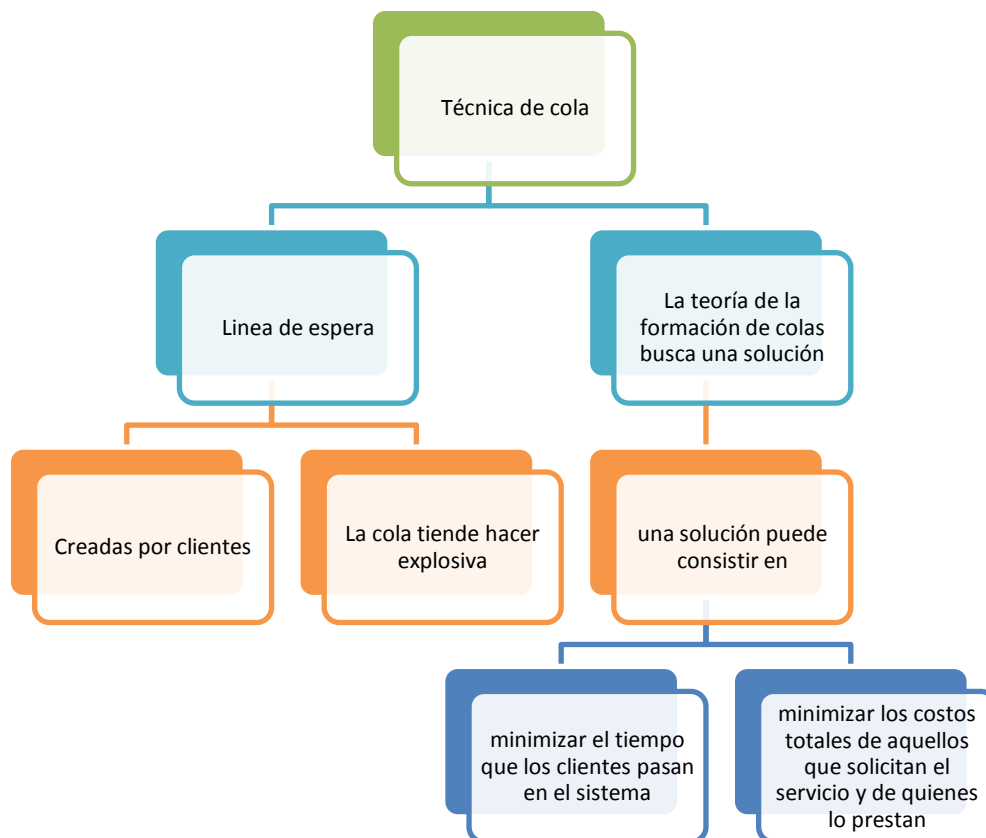 Técnica de cola
Linea de espera
La teoría de la
formación de colas
busca una solución
Creadas por clientes
La cola tiende hacer
explosiva
una solución puede
consistir en
minimizar el tiempo
que los clientes pasan
en el sistema
minimizar los costos
totales de aquellos
que solicitan el
servicio y de quienes
lo prestan